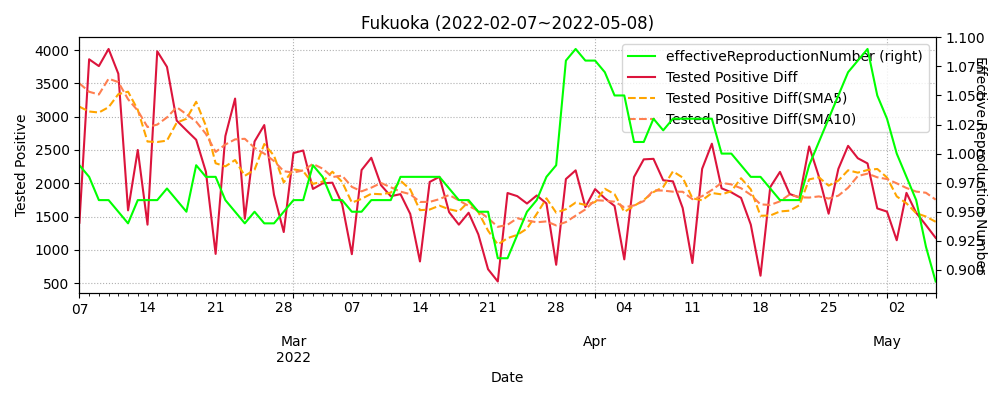 Fukuoka (2022-02-07~2022-05-08)
effectiveReproductionNumber (right)
Tested Positive Diff
Tested Positive Diff(SMA5)
Tested Positive Diff(SMA10)
Tested Positive
4000
3500
3000
2500
2000
1500
1000
500
1.100
1.075
1.050
1.025
1.000
0.975
0.950
0.925
0.900
Effective Reproduction Number
07 14 21 28 07 14 21 28 04 11 18 25 02
Mar Apr May
2022
Date